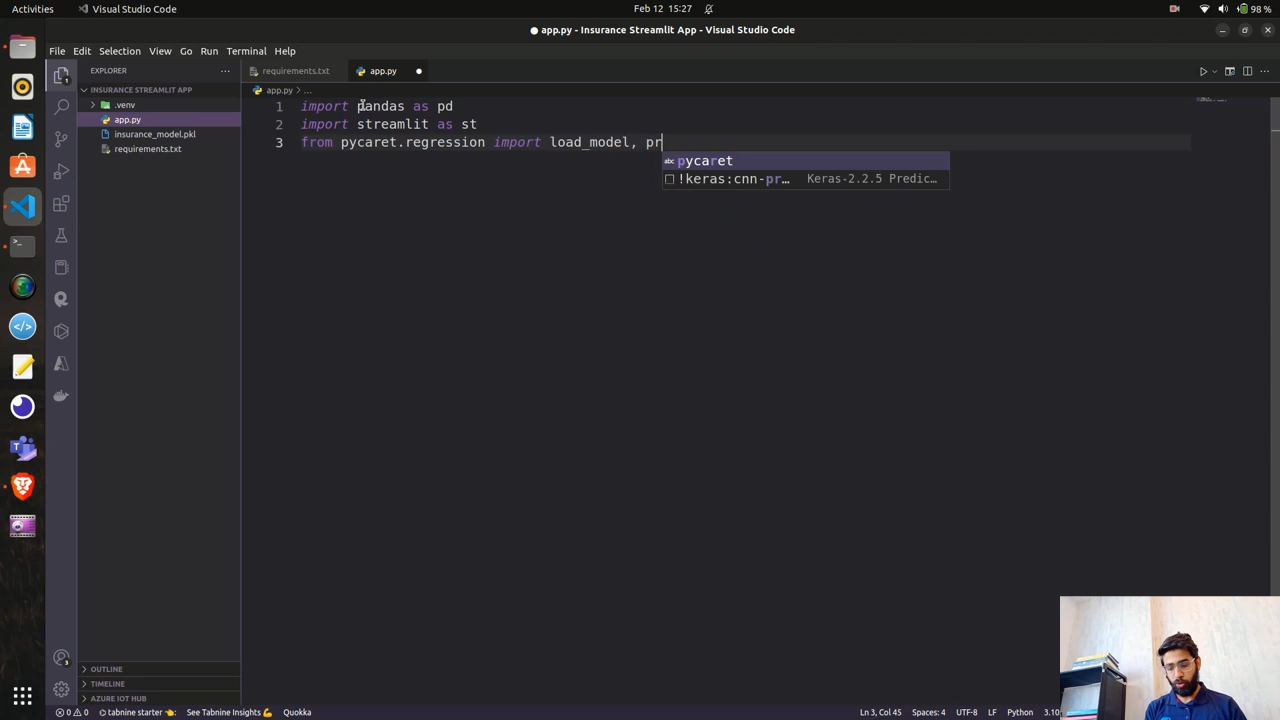 Activities
Visual Studio Code
Feb 12 15:27
98 %
● app.py - Insurance Streamlit App - Visual Studio Code
File Edit Selection View Go Run Terminal Help
EXPLORER
requirements.txt
app.py
INSURANCE STREAMLIT APP
.venv
app.py
insurance_model.pkl
requirements.txt
app.py > ...
1 import pandas as pd
2 import streamlit as st
3 from pycaret.regression import load_model, pr
pycaret
!keras:cnn-pr... Keras-2.2.5 Predic...
OUTLINE
TIMELINE
AZURE IOT HUB
0 0 tabnine starter See Tabnine Insights Quokka
Ln 3, Col 45 Spaces: 4 UTF-8 LF Python 3.10